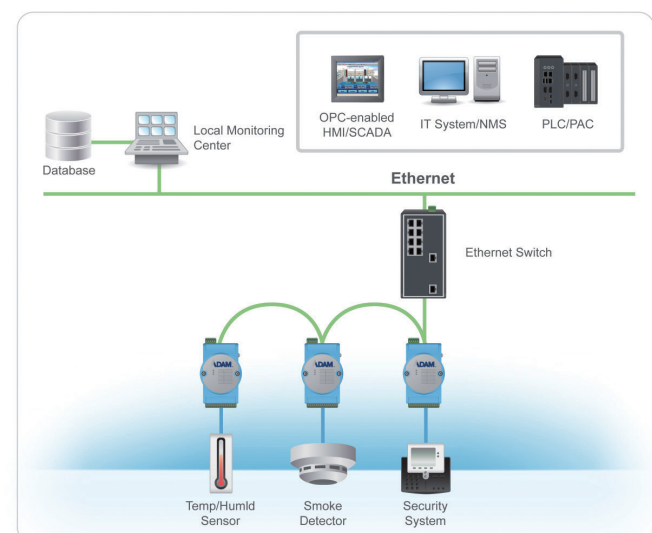 OPC-enabled
HMI/SCADA
IT System/NMS
PLC/PAC
Local Monitoring
Center
Database
Ethernet
Ethernet Switch
ADAM
ADAM
ADAM
Temp/HumId
Sensor
Smoke
Detector
Security
System